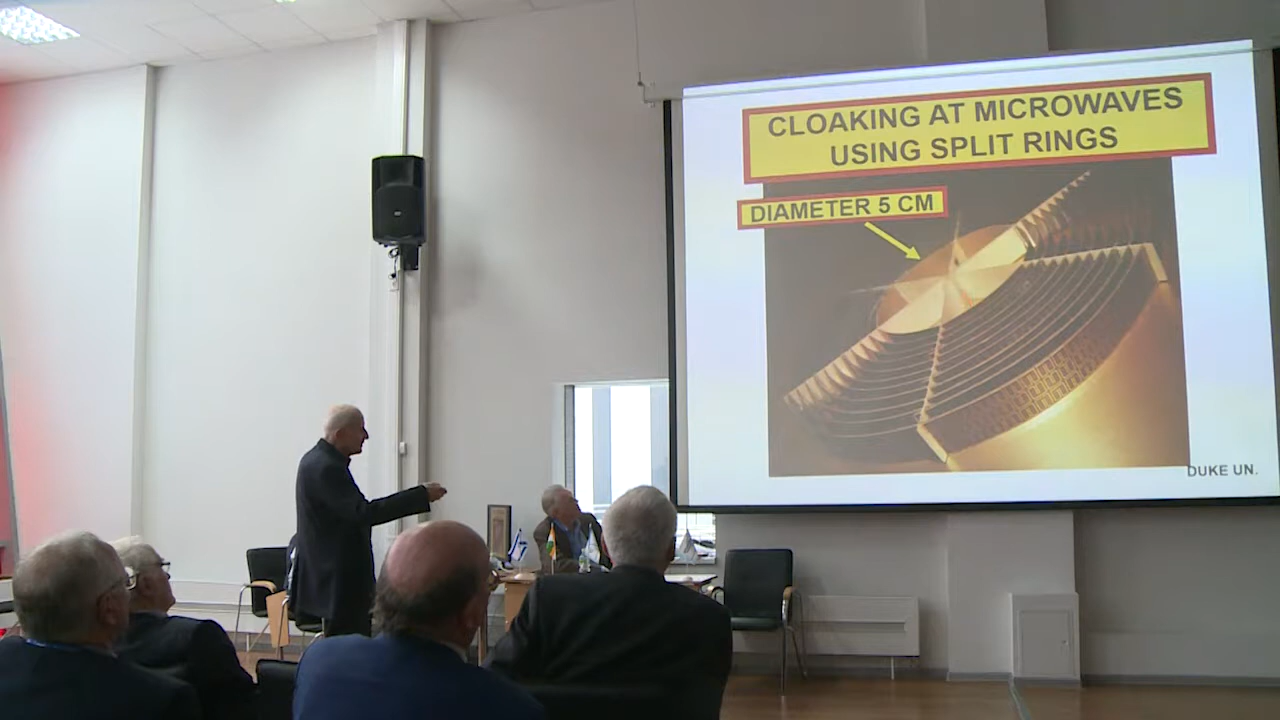 CLOAKING AT MICROWAVES
USING SPLIT RINGS
DIAMETER 5 CM
DUKE UN.